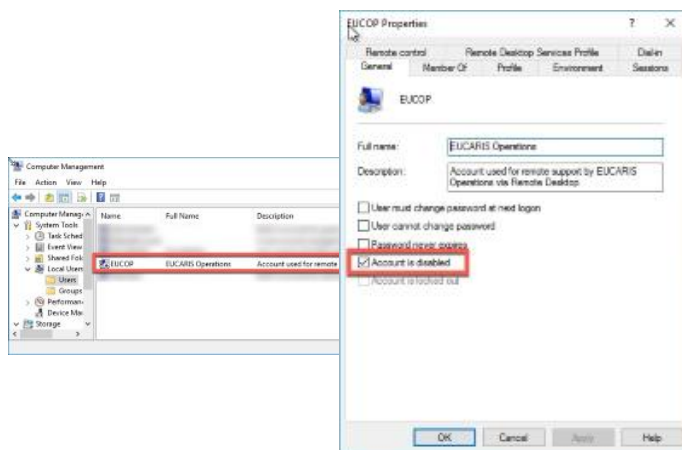 Computer Management
File Action View Help
Computer Manage
System Tools
Task Sched
Event View
Shared Fol
Local Users
Users
Groups
Performan
Device Mar
Storage
Name Full Name Description
EUCOP EUCARIS Operations Account used for remote
EUCOP Properties ? X
Remote control Remote Desktop Services Profile Dial-in
General Member Of Profile Environment Sessions
EUCOP
Full name: EUCARIS Operations
Description: Account used for remote support by EUCARIS
Operations via Remote Desktop
User must change password at next logon
User cannot change password
Password never expires
Account is disabled
Account is locked out
OK Cancel Apply Help